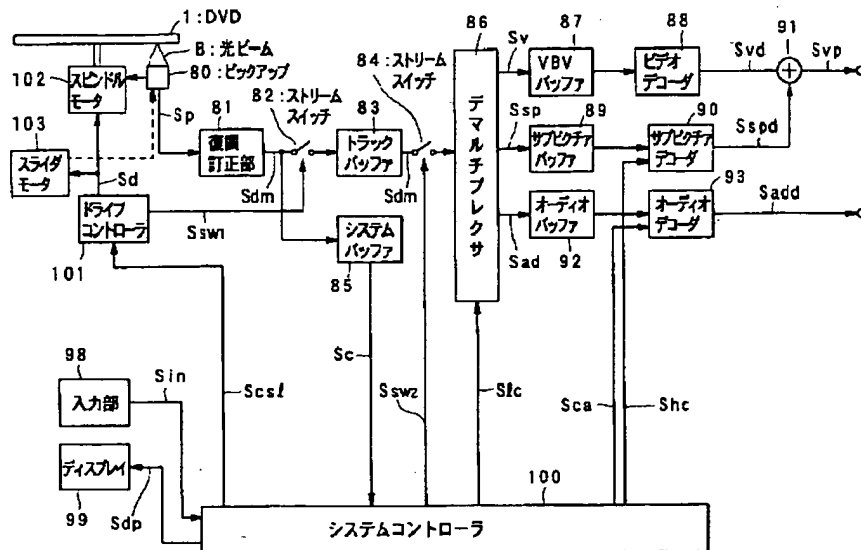 1:DVD
B:光ビーム
80:ピックアップ
102
スピンドル
モータ
Sp
103
スライダ
モータ
Sd
81
復調
訂正部
82:ストリーム
スイッチ
Sdm
83
トラック
バッファ
84:ストリーム
スイッチ
Sdm
86
デマルチプレクサ
Sv
87
VBV
バッファ
88
ビデオ
デコーダ
Svd
91
Svp
Ssp
89
サブピクチャ
バッファ
90
サブピクチャ
デコーダ
Sspd
Sad
オーディオ
バッファ
92
93
オーディオ
デコーダ
Sadd
ドライブ
コントローラ
101
Ssw1
システム
バッファ
85
Sc
Ssw2
Slc
Sca
Shc
Scsl
98
入力部
Sin
ディスプレイ
99
Sdp
100
システムコントローラ